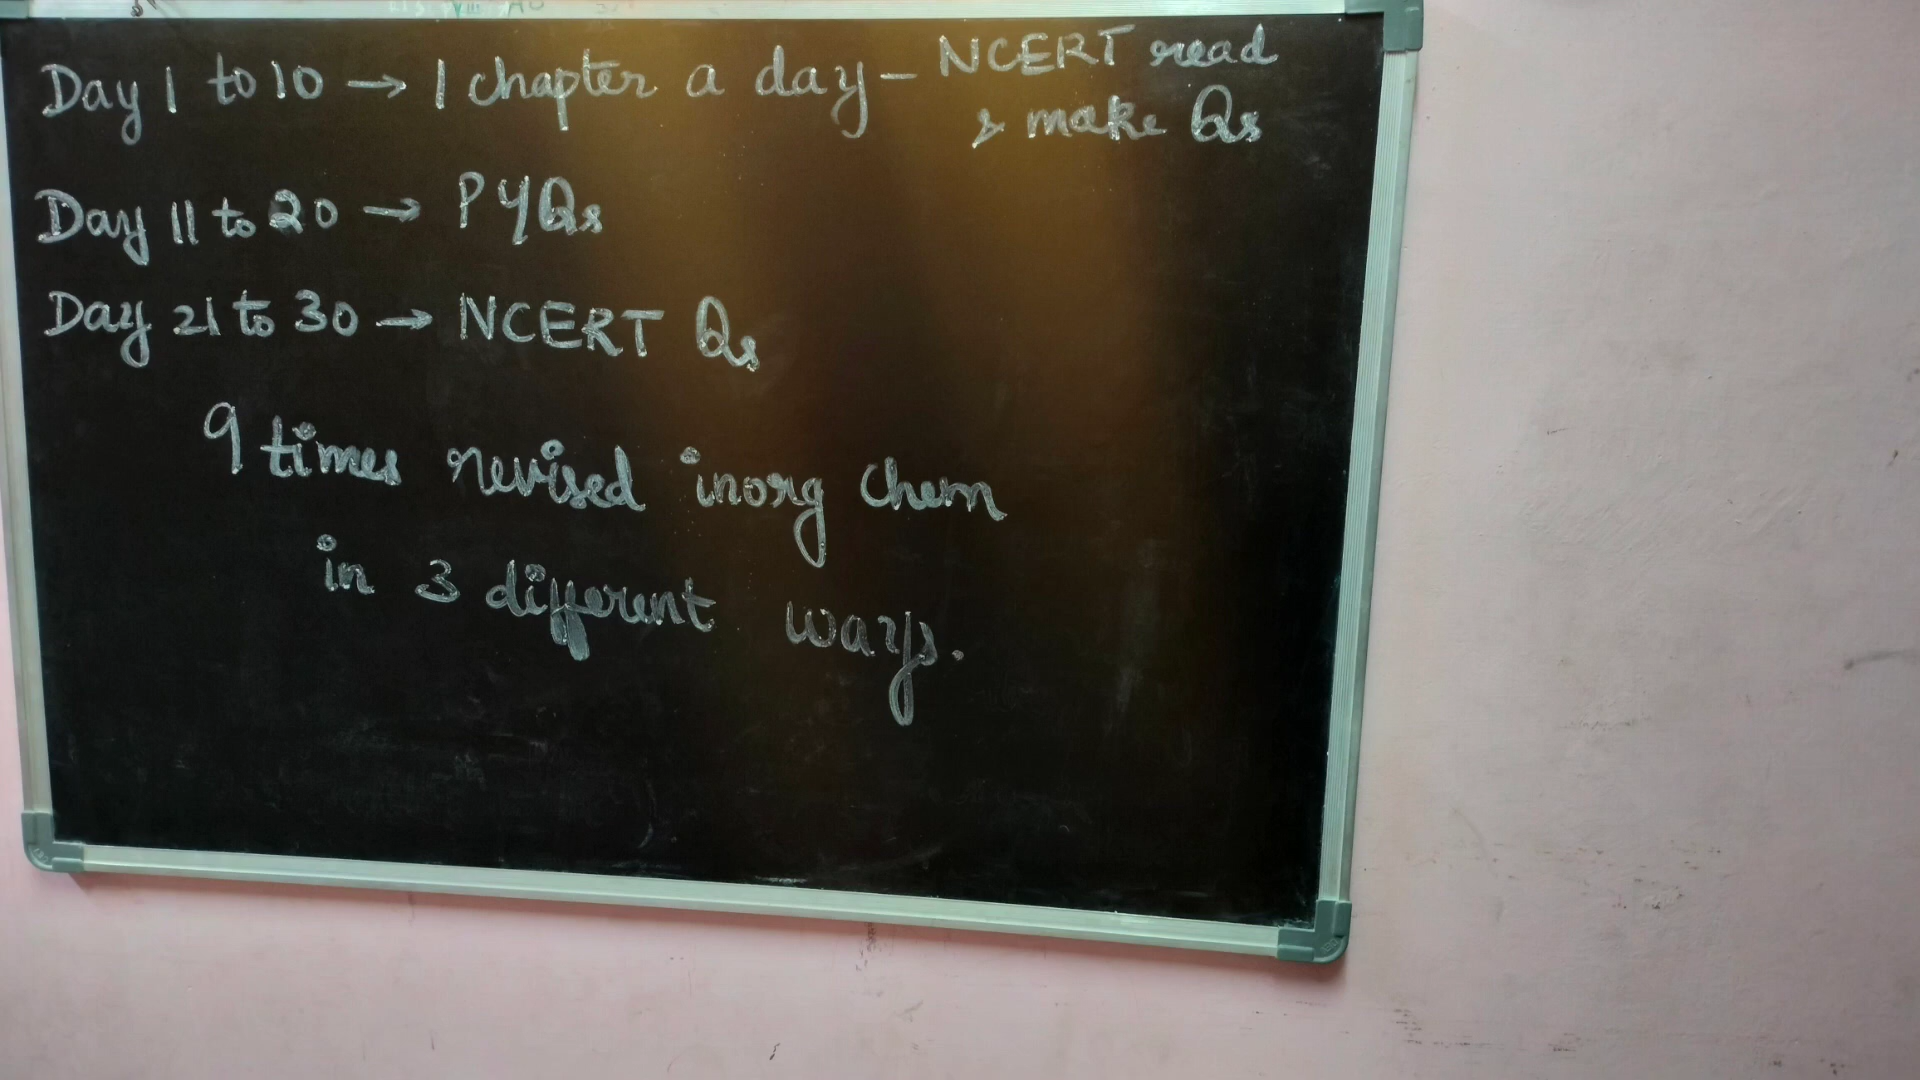 Day 1 to 10 → 1 chapter a day - NCERT read
& make Qs
Day 11 to 20 → PYQs
Day 21 to 30 → NCERT Qs
9 times revised inorg chem
in 3 different ways.